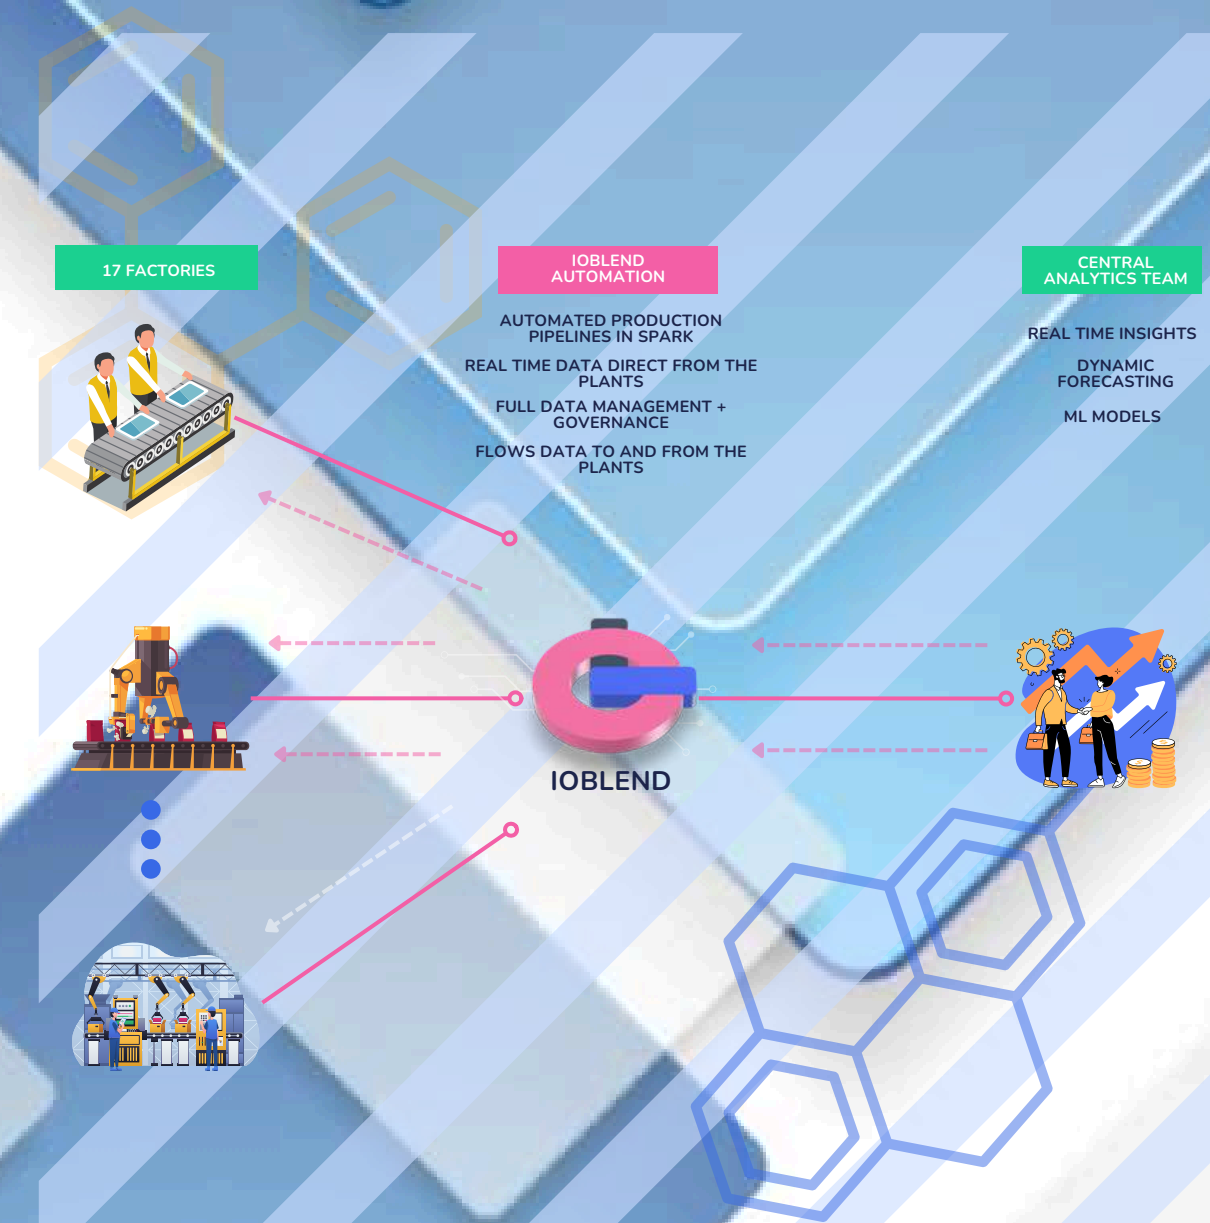 17 FACTORIES
IOBLEND
AUTOMATION
AUTOMATED PRODUCTION
PIPELINES IN SPARK
REAL TIME DATA DIRECT FROM THE
PLANTS
FULL DATA MANAGEMENT +
GOVERNANCE
FLOWS DATA TO AND FROM THE
PLANTS
CENTRAL
ANALYTICS TEAM
REAL TIME INSIGHTS
DYNAMIC
FORECASTING
ML MODELS
IOBLEND